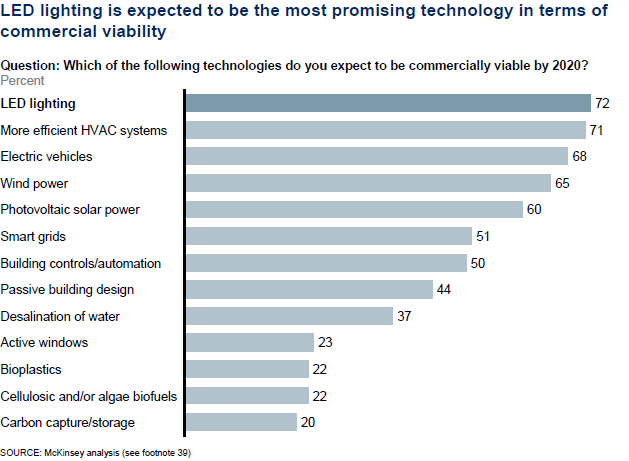 LED lighting is expected to be the most promising technology in terms of
commercial viability
Question: Which of the following technologies do you expect to be commercially viable by 2020?
Percent
LED lighting 72
More efficient HVAC systems 71
Electric vehicles 68
Wind power 65
Photovoltaic solar power 60
Smart grids 51
Building controls/automation 50
Passive building design 44
Desalination of water 37
Active windows 23
Bioplastics 22
Cellulosic and/or algae biofuels 22
Carbon capture/storage 20
SOURCE: McKinsey analysis (see footnote 39)